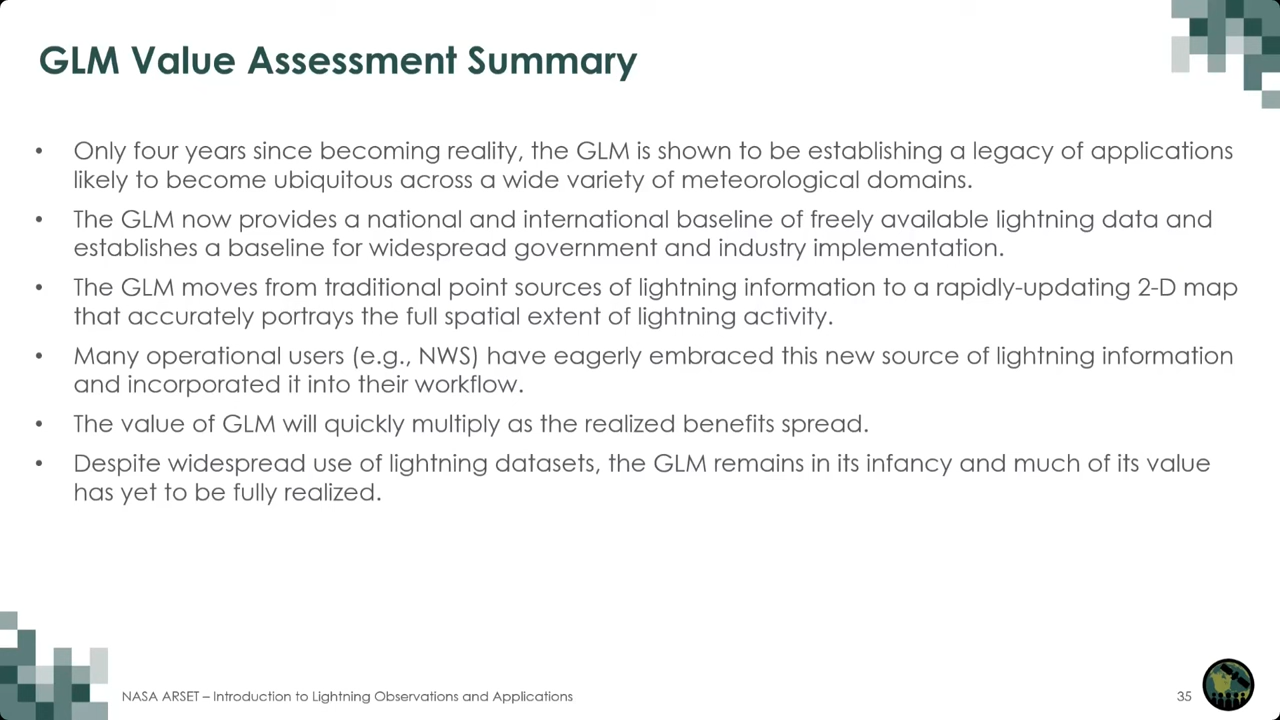 GLM Value Assessment Summary
• Only four years since becoming reality, the GLM is shown to be establishing a legacy of applications
likely to become ubiquitous across a wide variety of meteorological domains.
• The GLM now provides a national and international baseline of freely available lightning data and
establishes a baseline for widespread government and industry implementation.
• The GLM moves from traditional point sources of lightning information to a rapidly-updating 2-D map
that accurately portrays the full spatial extent of lightning activity.
• Many operational users (e.g., NWS) have eagerly embraced this new source of lightning information
and incorporated it into their workflow.
• The value of GLM will quickly multiply as the realized benefits spread.
• Despite widespread use of lightning datasets, the GLM remains in its infancy and much of its value
has yet to be fully realized.
NASA ARSET – Introduction to Lightning Observations and Applications
35